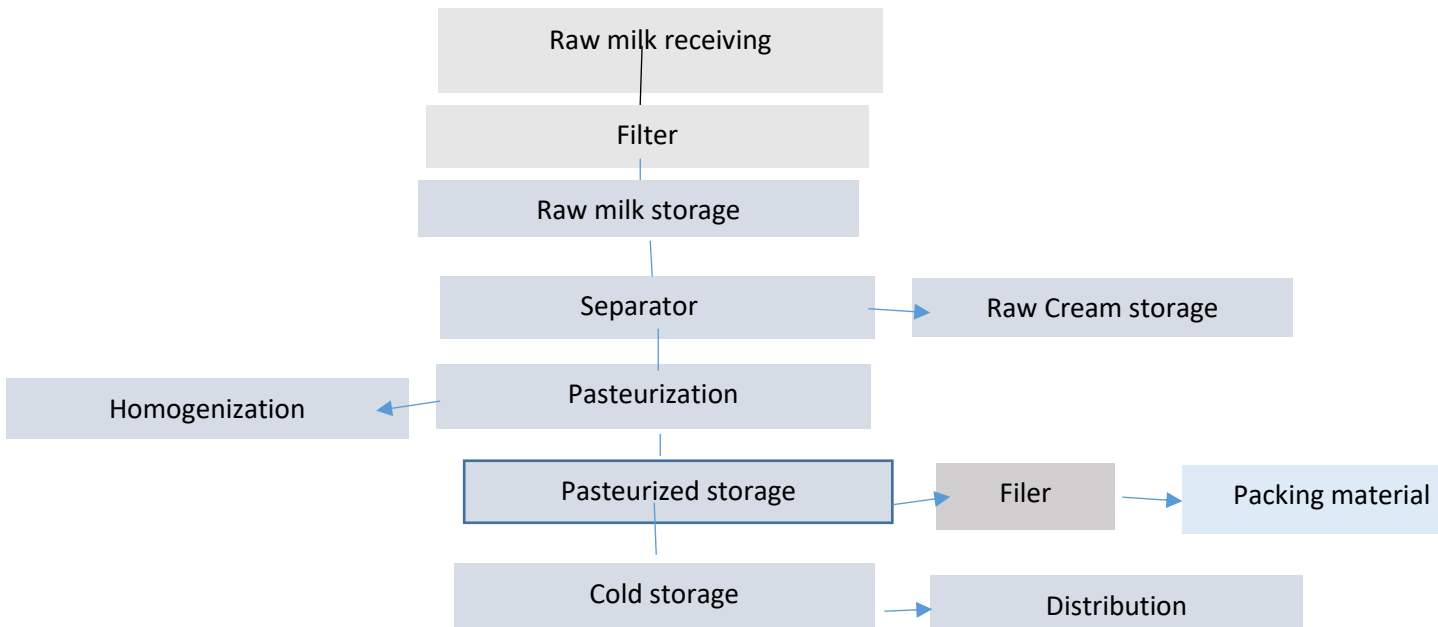 Raw milk receiving
Filter
Raw milk storage
Separator
Raw Cream storage
Pasteurization
Homogenization
Pasteurized storage
Filer
Packing material
Cold storage
Distribution